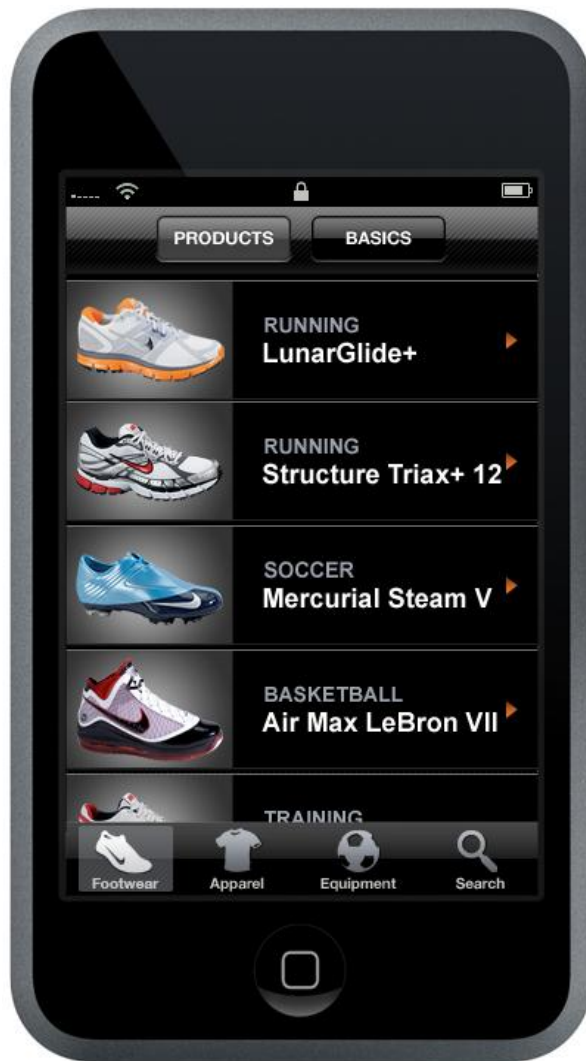 PRODUCTS
BASICS
RUNNING
LunarGlide+
RUNNING
Structure Triax+ 12
SOCCER
Mercurial Steam V
BASKETBALL
Air Max LeBron VII
TRAINING
Footwear
Apparel
Equipment
Search